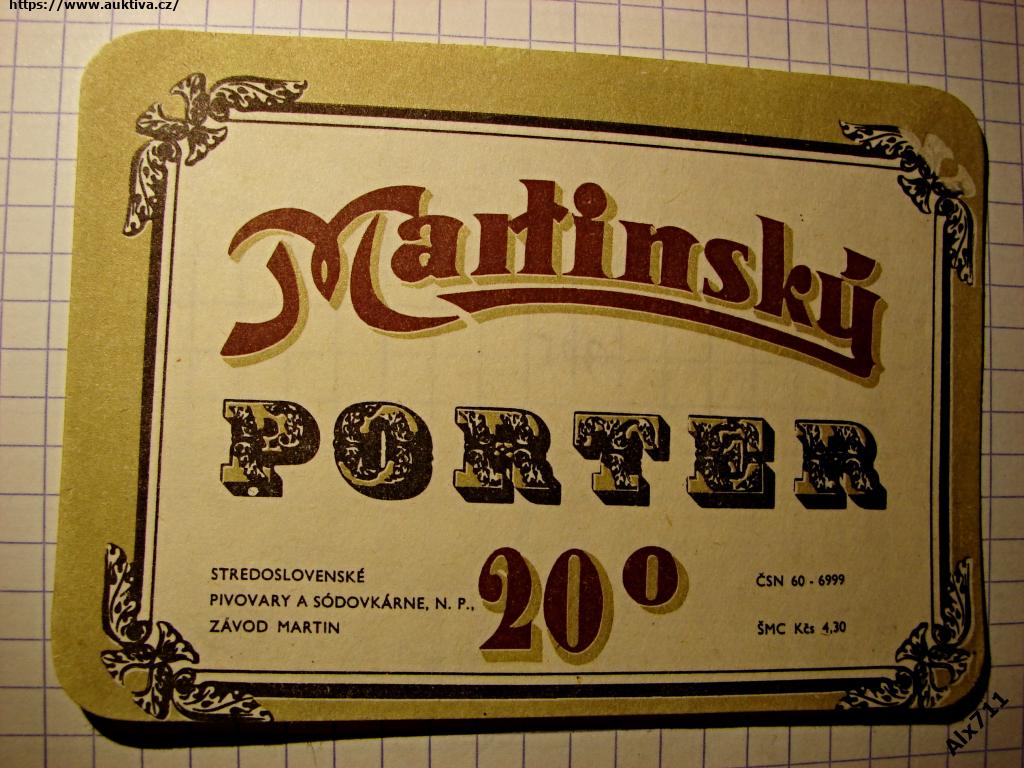 https://www.auktiva.cz/
Martinský
PORTER
20°
STREDOSLOVENSKÉ
PIVOVARY A SÓDOVKÁRNE, N. P.,
ZÁVOD MARTIN
ČSN 60 - 6999
ŠMC Kčs 4,30
Alx711